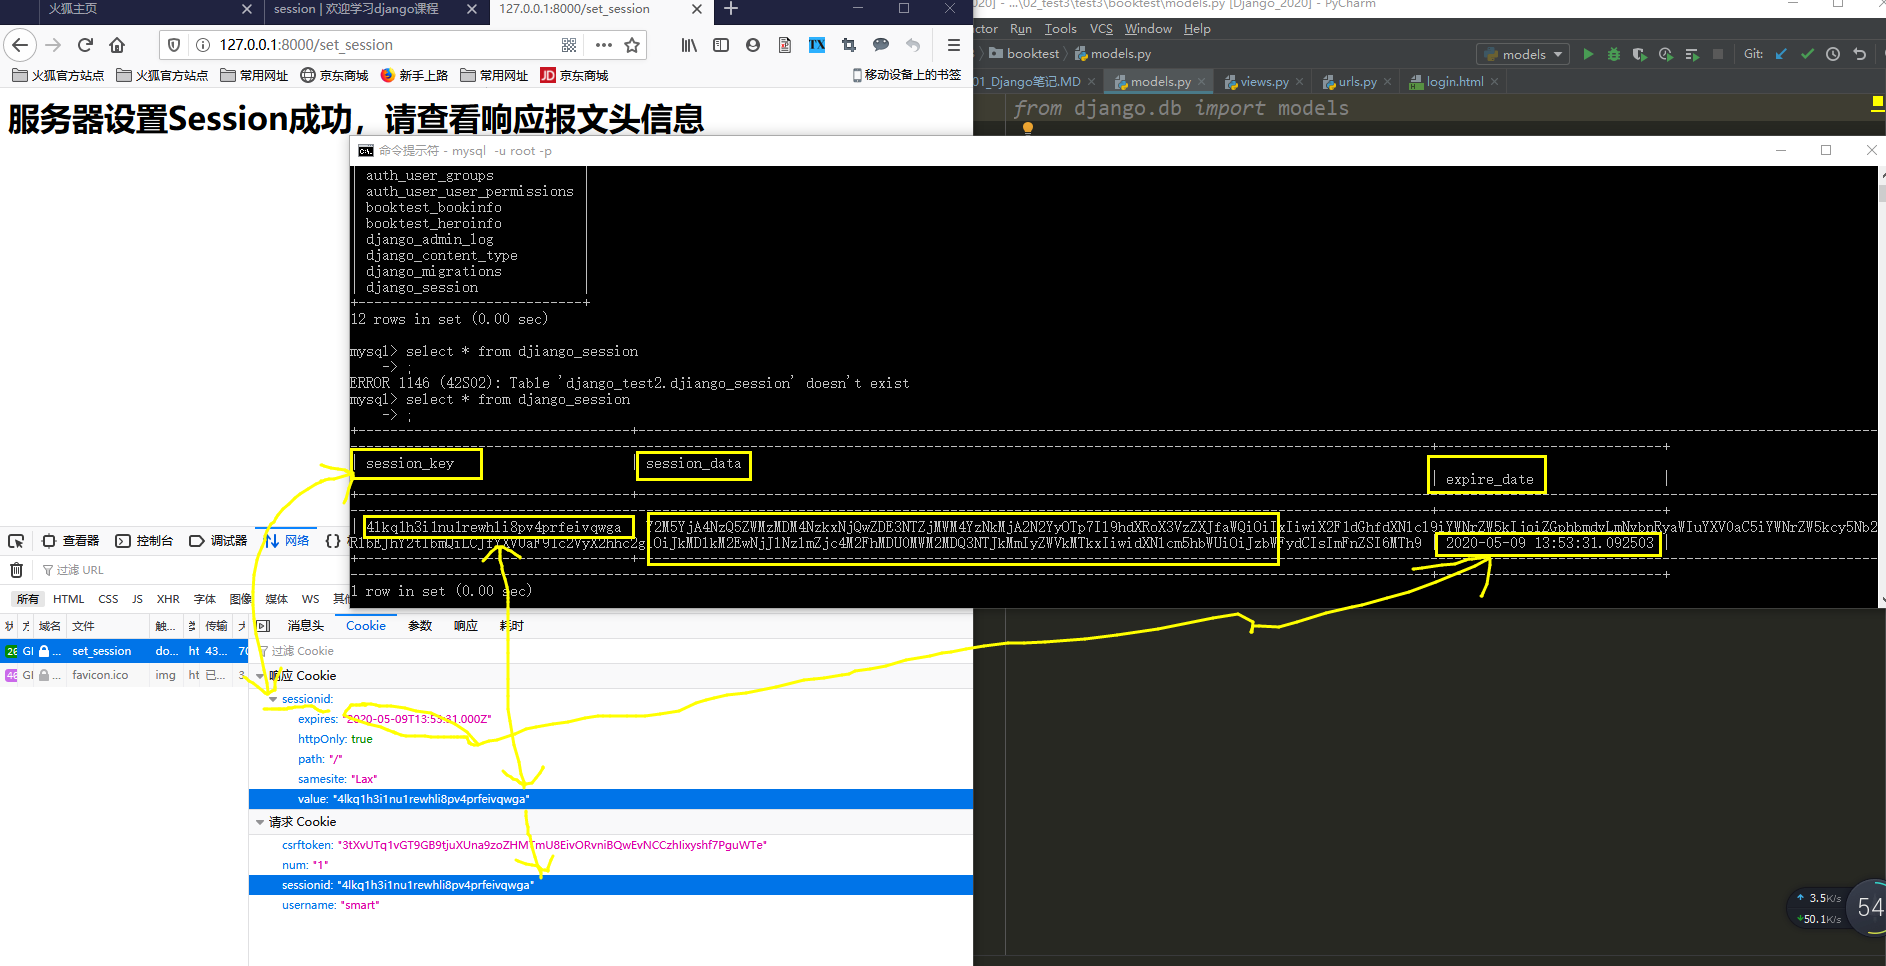 火狐主页
session | 欢迎学习django课程
127.0.0.1:8000/set_session
020] - ...\02_test3\test3\booktest\models.py [Django_2020] - PyCharm
127.0.0.1:8000/set_session
ctor Run Tools VCS Window Help
booktest models.py
models
Git:
火狐官方站点 火狐官方站点 常用网址 京东商城 新手上路 常用网址 JD 京东商城
移动设备上的书签
01_Django笔记.MD models.py views.py urls.py login.html
from django.db import models
服务器设置Session成功，请查看响应报文头信息
命令提示符 - mysql -u root -p
auth_user_groups
auth_user_user_permissions
booktest_bookinfo
booktest_heroinfo
django_admin_log
django_content_type
django_migrations
django_session
12 rows in set (0.00 sec)
mysql> select * from djiango_session
-> ;
ERROR 1146 (42S02): Table 'django_test2.djiango_session' doesn't exist
mysql> select * from django_session
-> ;
session_key
session_data
expire_date
4lkq1h3i1nu1rewhli8pv4prfeivqwga
2020-05-09 13:53:31.092503
1 row in set (0.00 sec)
查看器 控制台 调试器 网络
过滤 URL
所有 HTML CSS JS XHR 字体 图像 媒体 WS
域名 文件 触... 传输
消息头 Cookie 参数 响应 耗时
set_session do... ht 43...
过滤 Cookie
favicon.ico img ht 已...
响应 Cookie
sessionid:
expires: "2020-05-09T13:53:31.000Z"
httpOnly: true
path: "/"
samesite: "Lax"
value: "4lkq1h3i1nu1rewhli8pv4prfeivqwga"
请求 Cookie
num: "1"
sessionid: "4lkq1h3i1nu1rewhli8pv4prfeivqwga"
username: "smart"
3.5K/s
50.1K/s
54